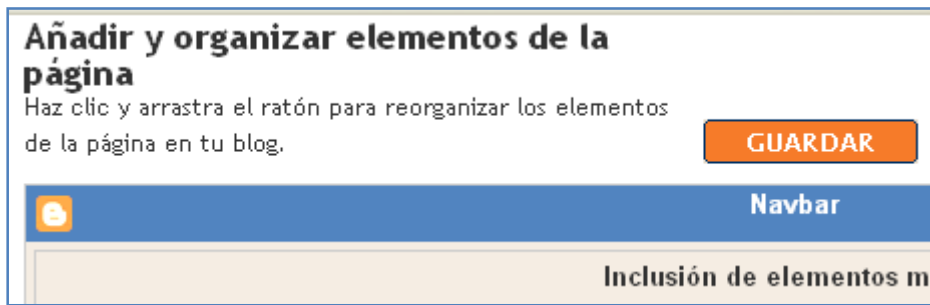 Añadir y organizar elementos de la
página
Haz clic y arrastra el ratón para reorganizar los elementos
de la página en tu blog.
GUARDAR
Navbar
Inclusión de elementos m